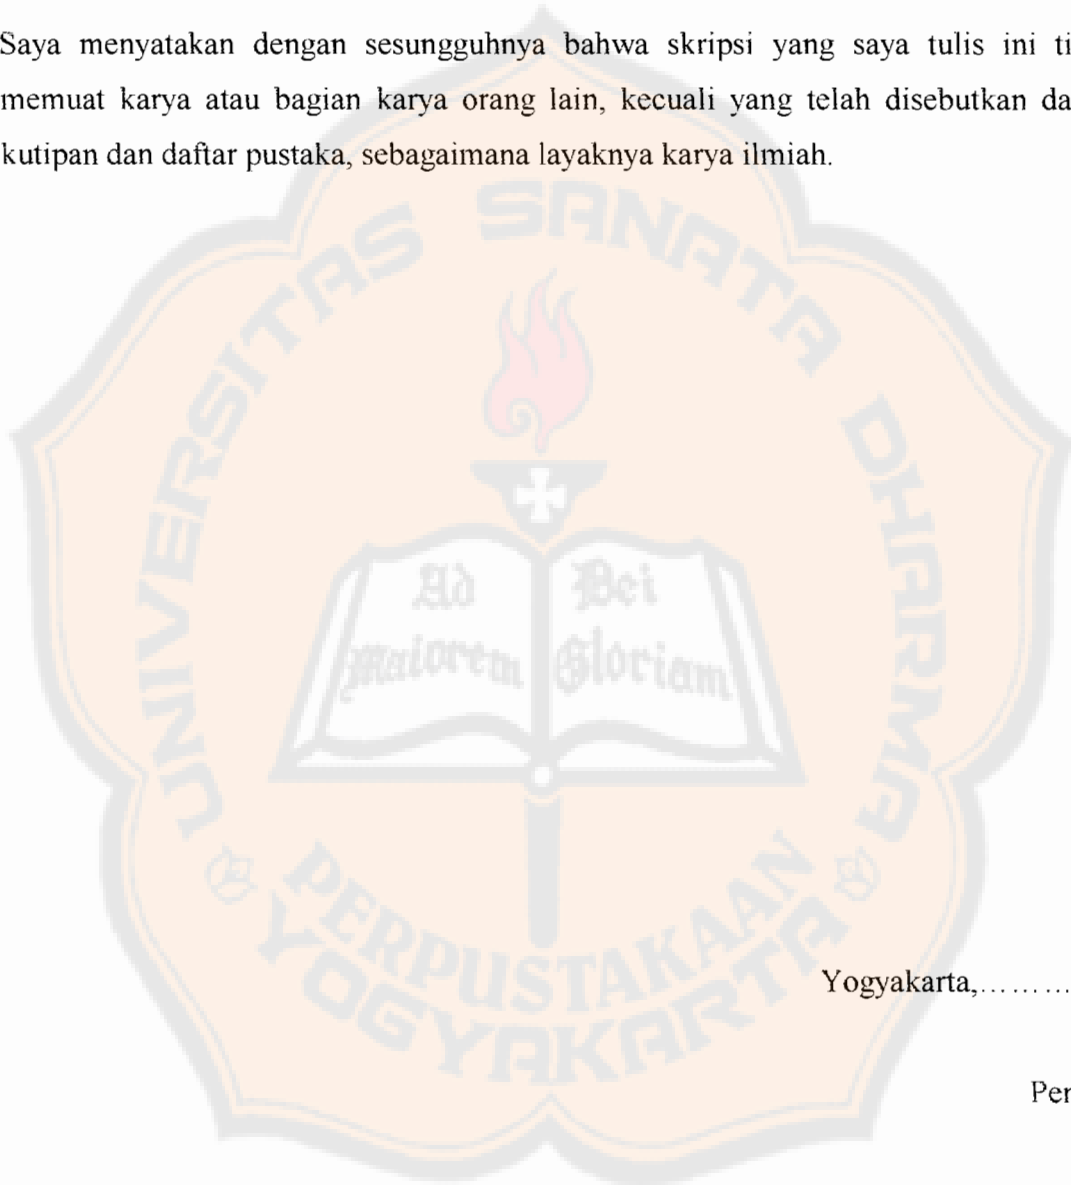 Saya menyatakan dengan sesungguhnya bahwa skripsi yang saya tulis ini ti
memuat karya atau bagian karya orang lain, kecuali yang telah disebutkan da
kutipan dan daftar pustaka, sebagaimana layaknya karya ilmiah.
UNIVERSITAS SANATA DHARMA
Ad Dei
Maiorem Gloriam
PERPUSTAKAAN
YOGYAKARTA
Yogyakarta,.........
Per